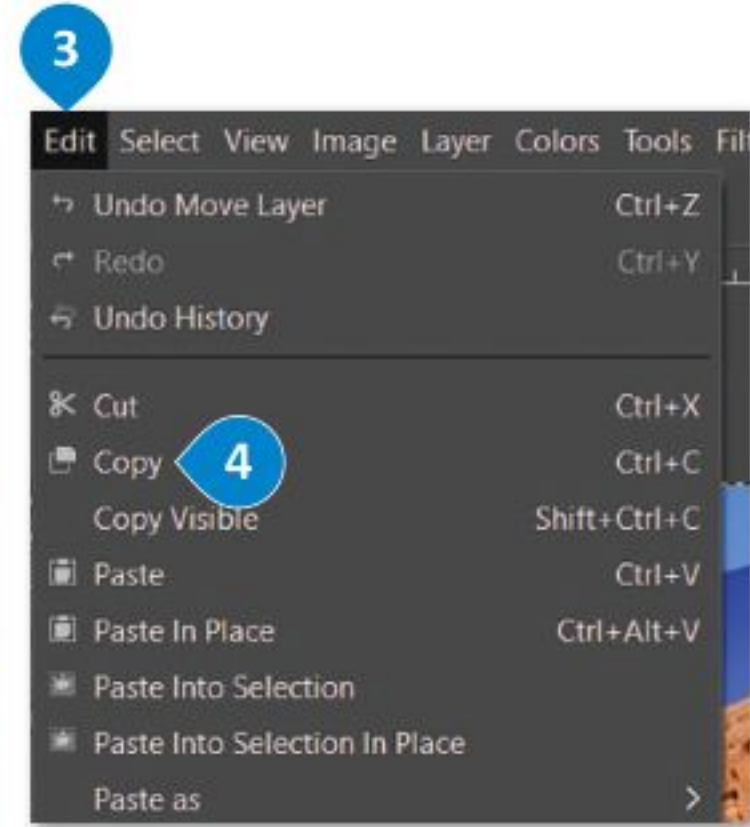 3
Edit Select View Image Layer Colors Tools Filt
Undo Move Layer Ctrl+Z
Redo Ctrl+Y
Undo History
Cut Ctrl+X
Copy 4 Ctrl+C
Copy Visible Shift+Ctrl+C
Paste Ctrl+V
Paste In Place Ctrl+Alt+V
Paste Into Selection
Paste Into Selection In Place
Paste as